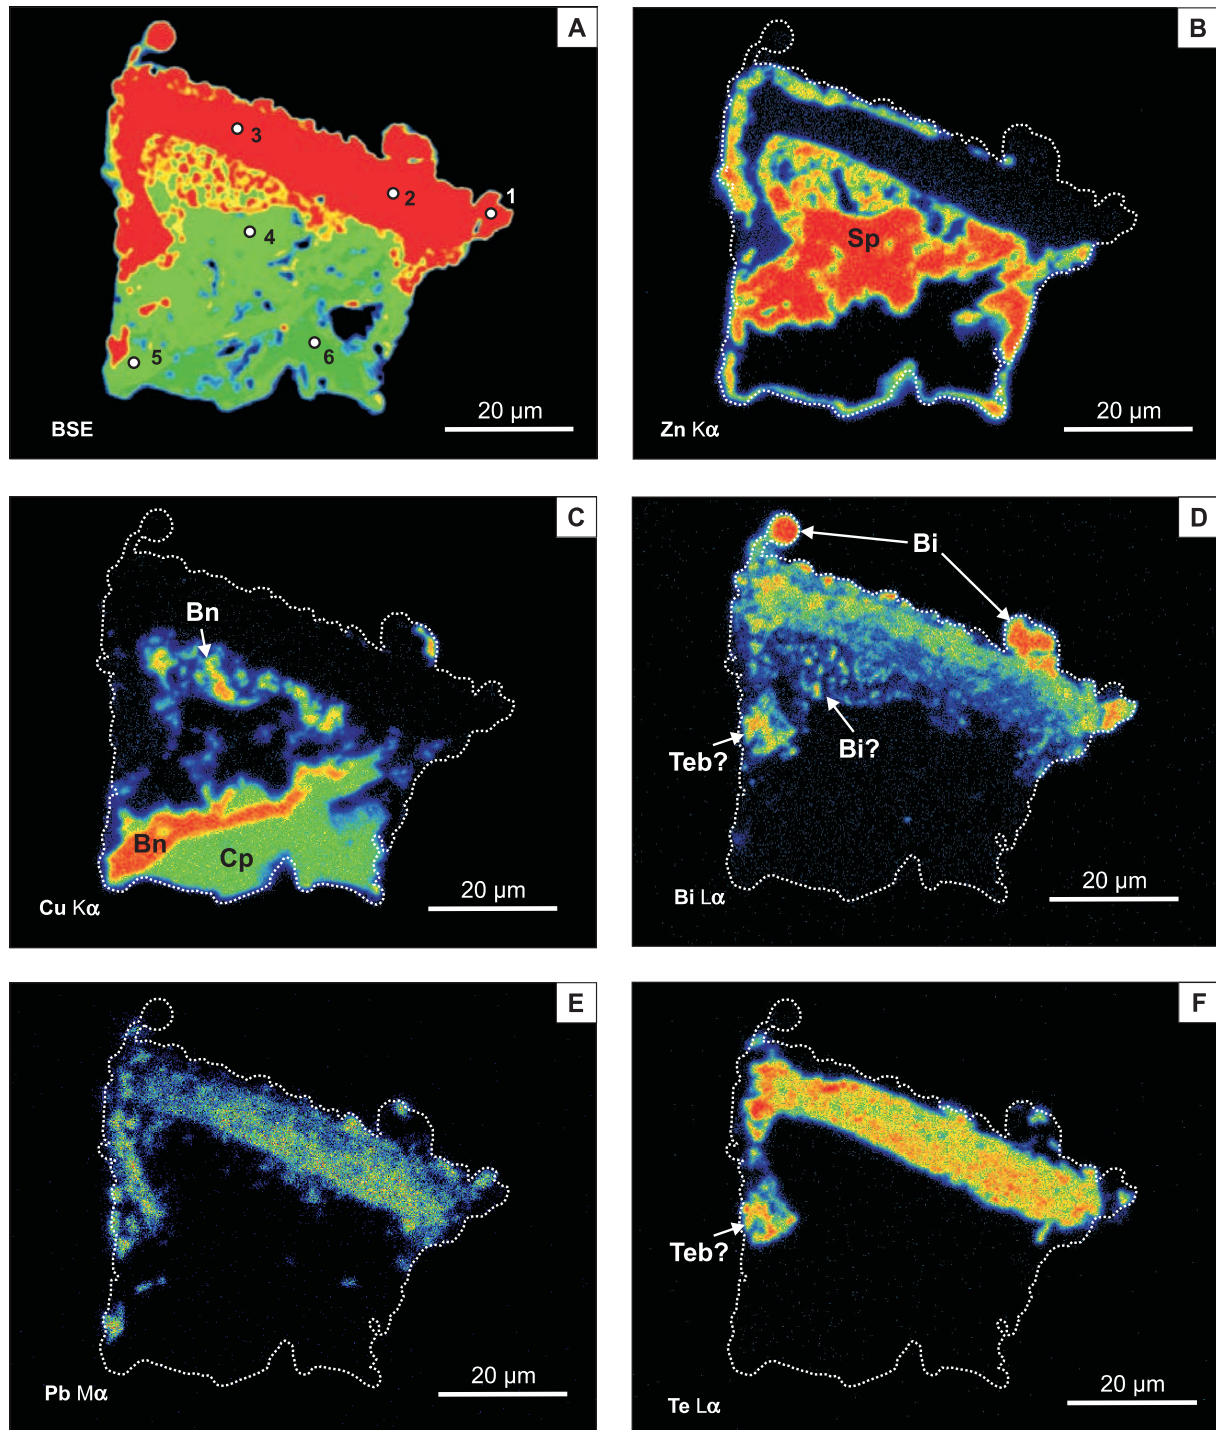 A
3
2
1
4
5
6
20 µm
BSE
B
Sp
20 µm
Zn Kα
C
Bn
Bn
Cp
20 µm
Cu Kα
D
Bi
Teb?
Bi?
20 µm
Bi Lα
E
20 µm
Pb Mα
F
Teb?
20 µm
Te Lα